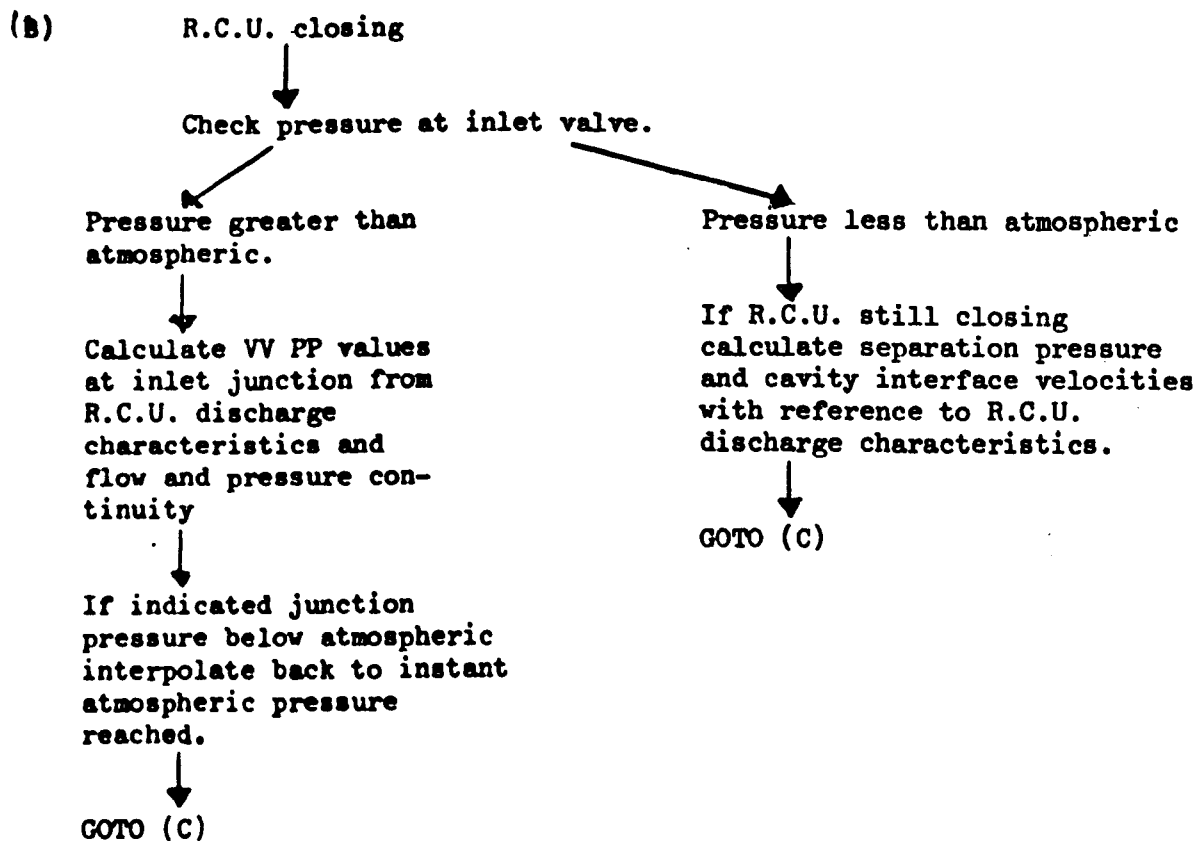 (B) R.C.U. closing
Check pressure at inlet valve.
Pressure greater than
atmospheric.
Calculate VV PP values
at inlet junction from
R.C.U. discharge
characteristics and
flow and pressure con-
tinuity
If indicated junction
pressure below atmospheric
interpolate back to instant
atmospheric pressure
reached.
GOTO (C)
Pressure less than atmospheric
If R.C.U. still closing
calculate separation pressure
and cavity interface velocities
with reference to R.C.U.
discharge characteristics.
GOTO (C)